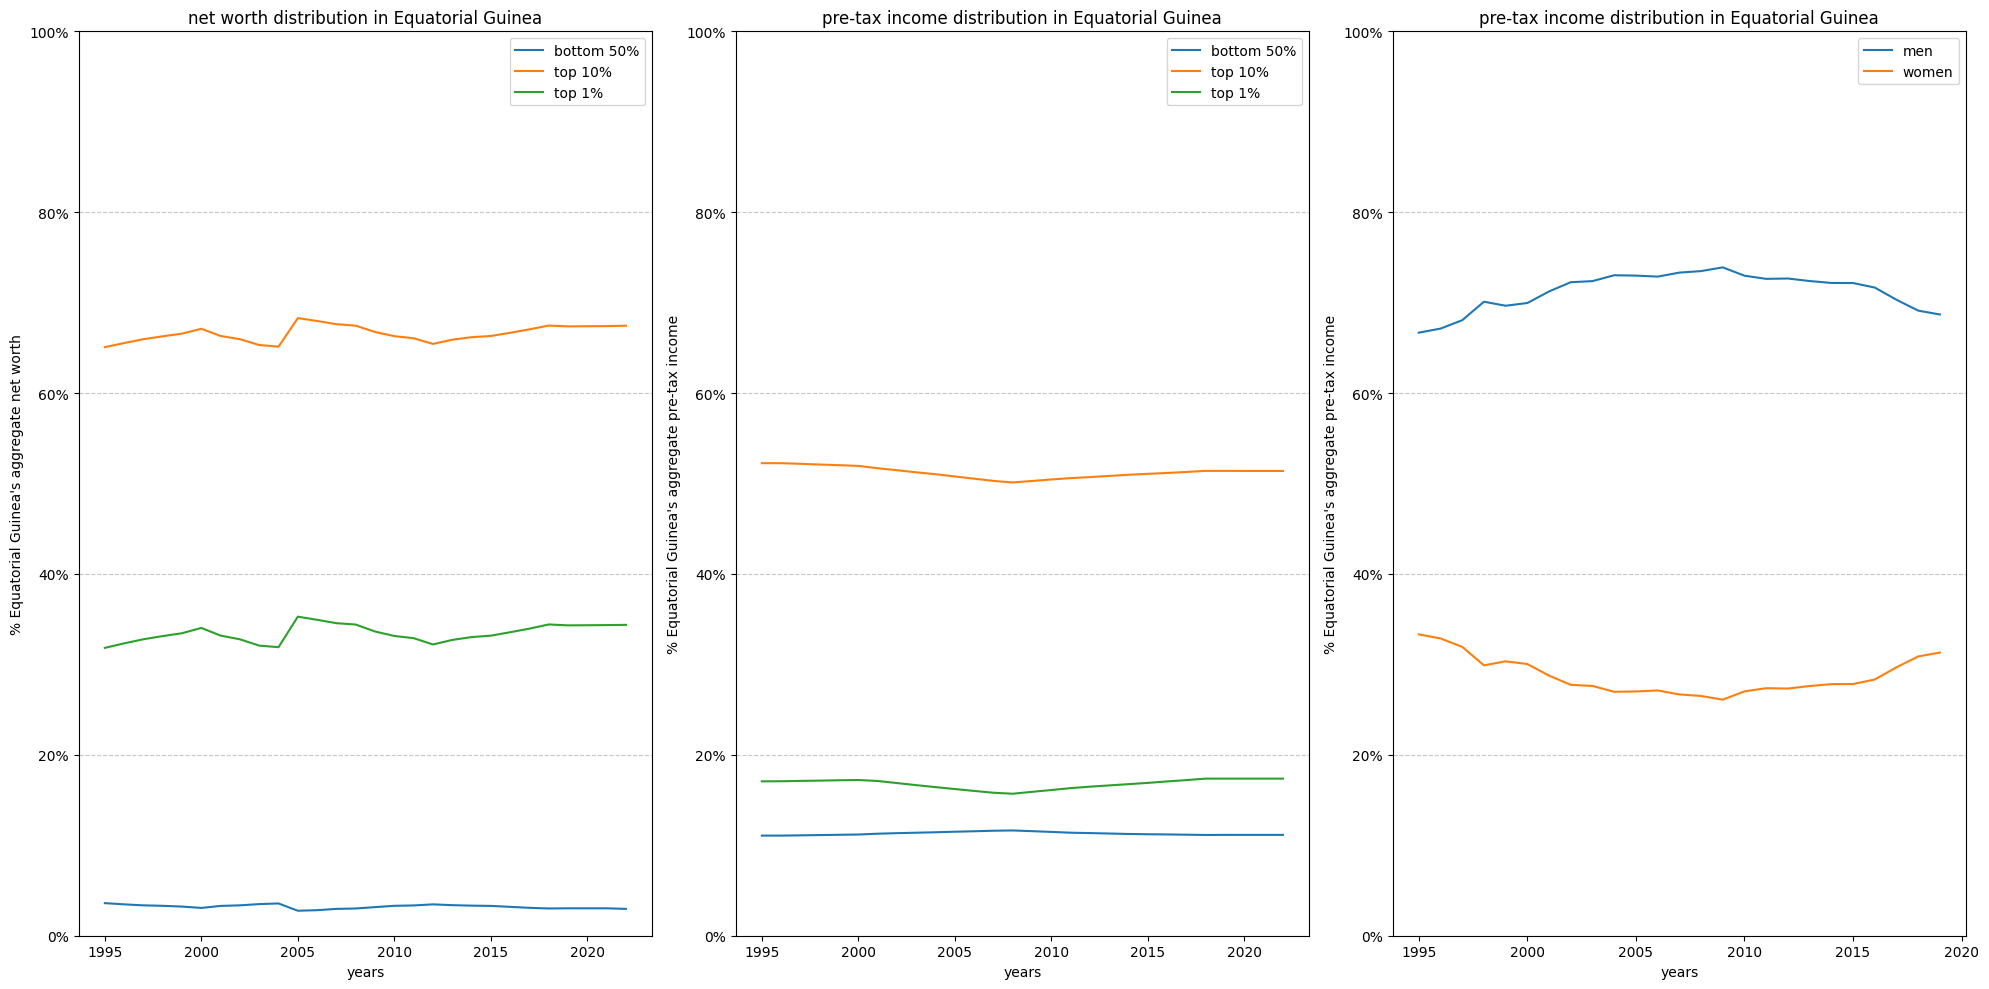 net worth distribution in Equatorial Guinea
% Equatorial Guinea's aggregate net worth
100%
80%
60%
40%
20%
0%
bottom 50%
top 10%
top 1%
1995
2000
2005
2010
2015
2020
years
pre-tax income distribution in Equatorial Guinea
% Equatorial Guinea's aggregate pre-tax income
100%
80%
60%
40%
20%
0%
bottom 50%
top 10%
top 1%
1995
2000
2005
2010
2015
2020
years
pre-tax income distribution in Equatorial Guinea
% Equatorial Guinea's aggregate pre-tax income
100%
80%
60%
40%
20%
0%
men
women
1995
2000
2005
2010
2015
2020
years